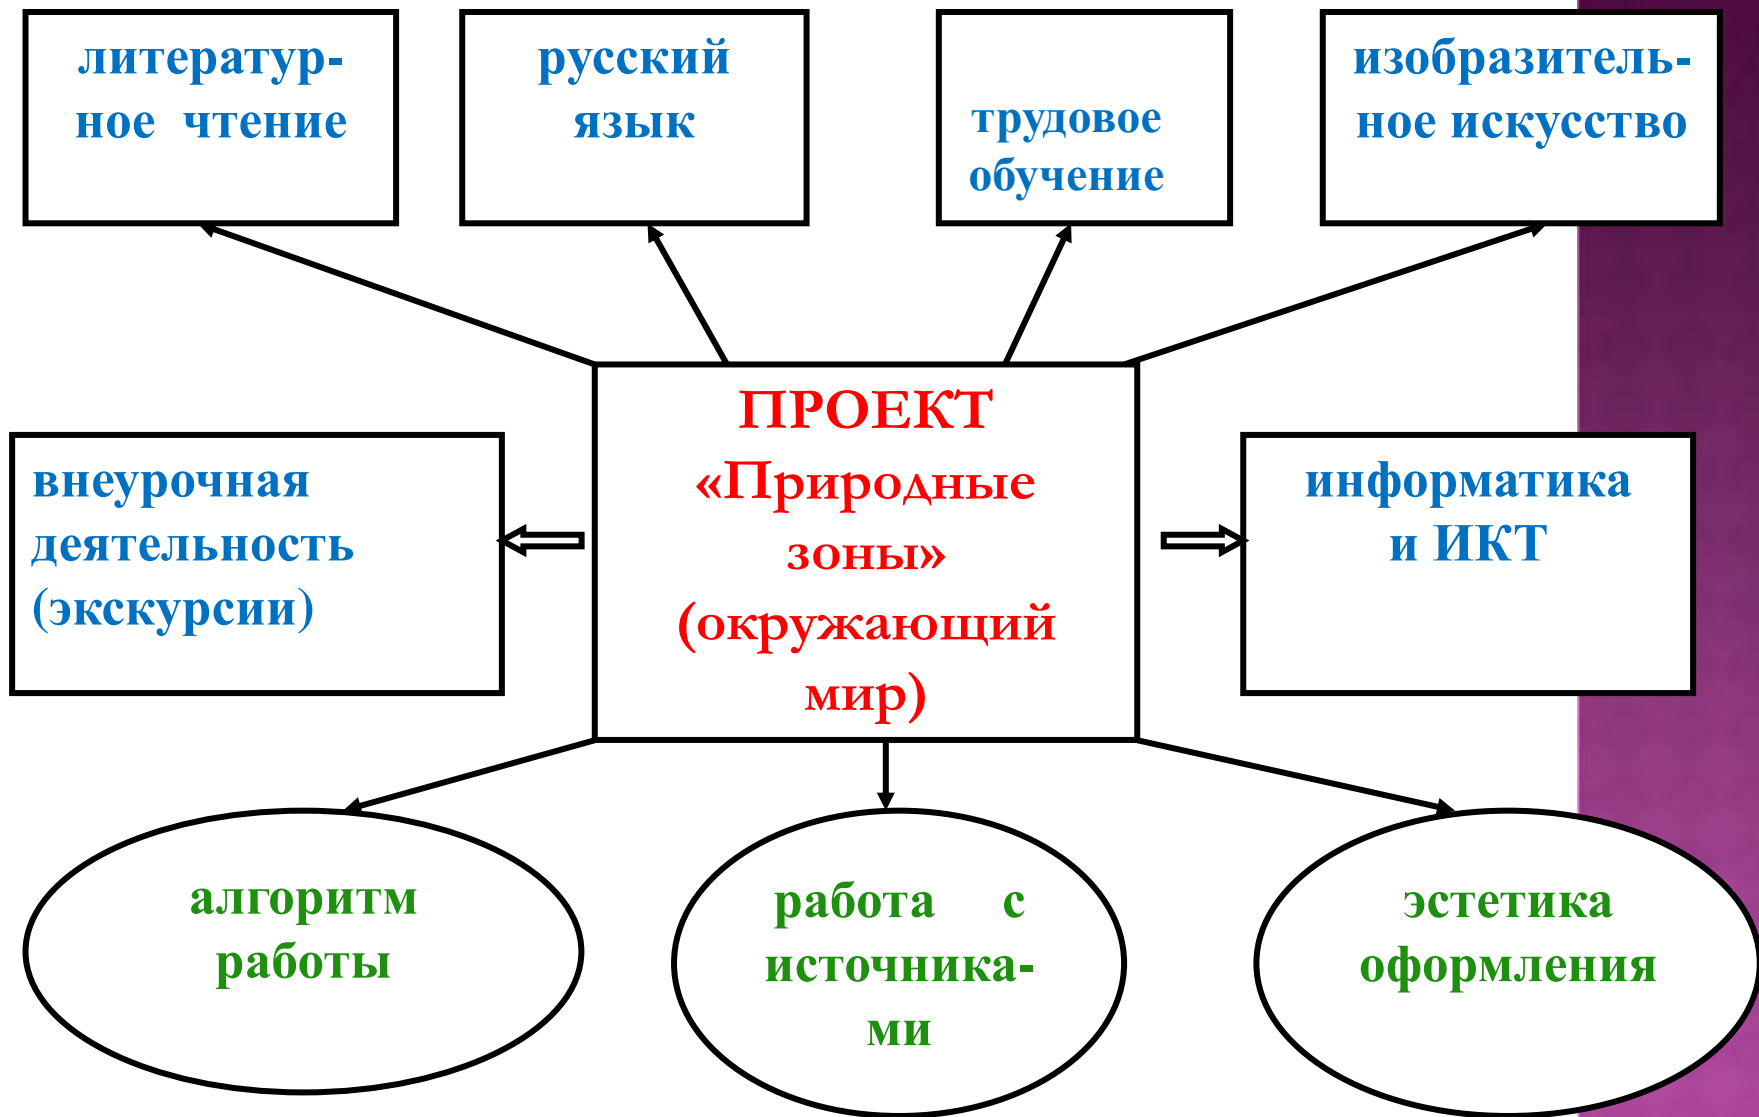 литератур-
ное чтение
русский
язык
трудовое
обучение
изобразитель-
ное искусство
ПРОЕКТ
«Природные
зоны»
(окружающий
мир)
внеурочная
деятельность
(экскурсии)
информатика
и ИКТ
алгоритм
работы
работа с
источника-
ми
эстетика
оформления